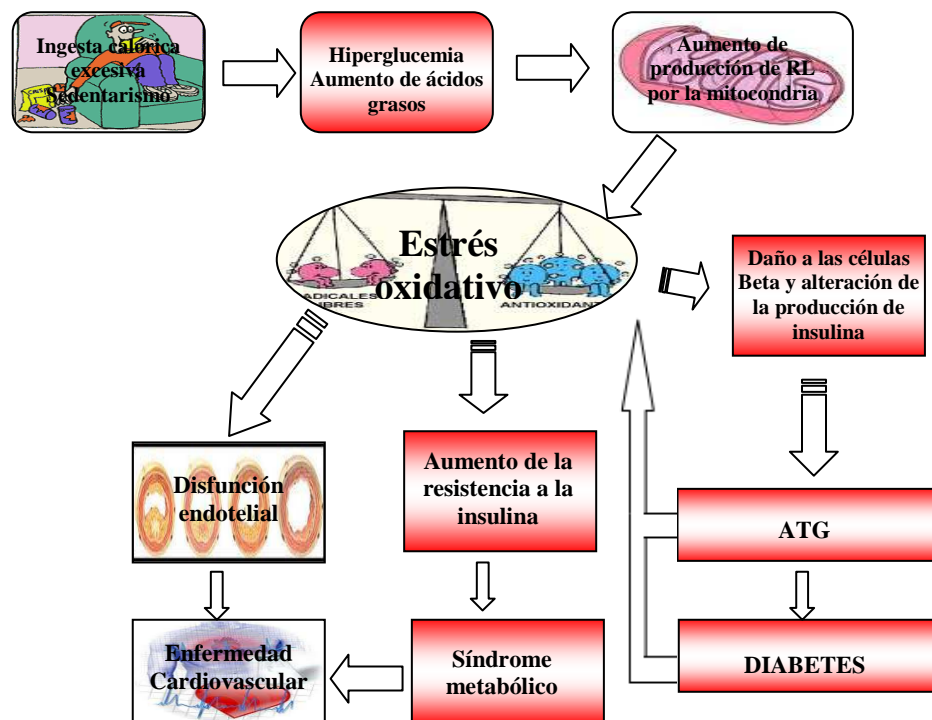 Ingesta calórica
excesiva
Sedentarismo
Hiperglucemia
Aumento de ácidos
grasos
Aumento de
producción de RL
por la mitocondria
Estrés
oxidativo
ADICALES
IBRES
ANTIOXIDANT
Daño a las células
Beta y alteración de
la producción de
insulina
Disfunción
endotelial
Aumento de la
resistencia a la
insulina
ATG
Enfermedad
Cardiovascular
Síndrome
metabólico
DIABETES